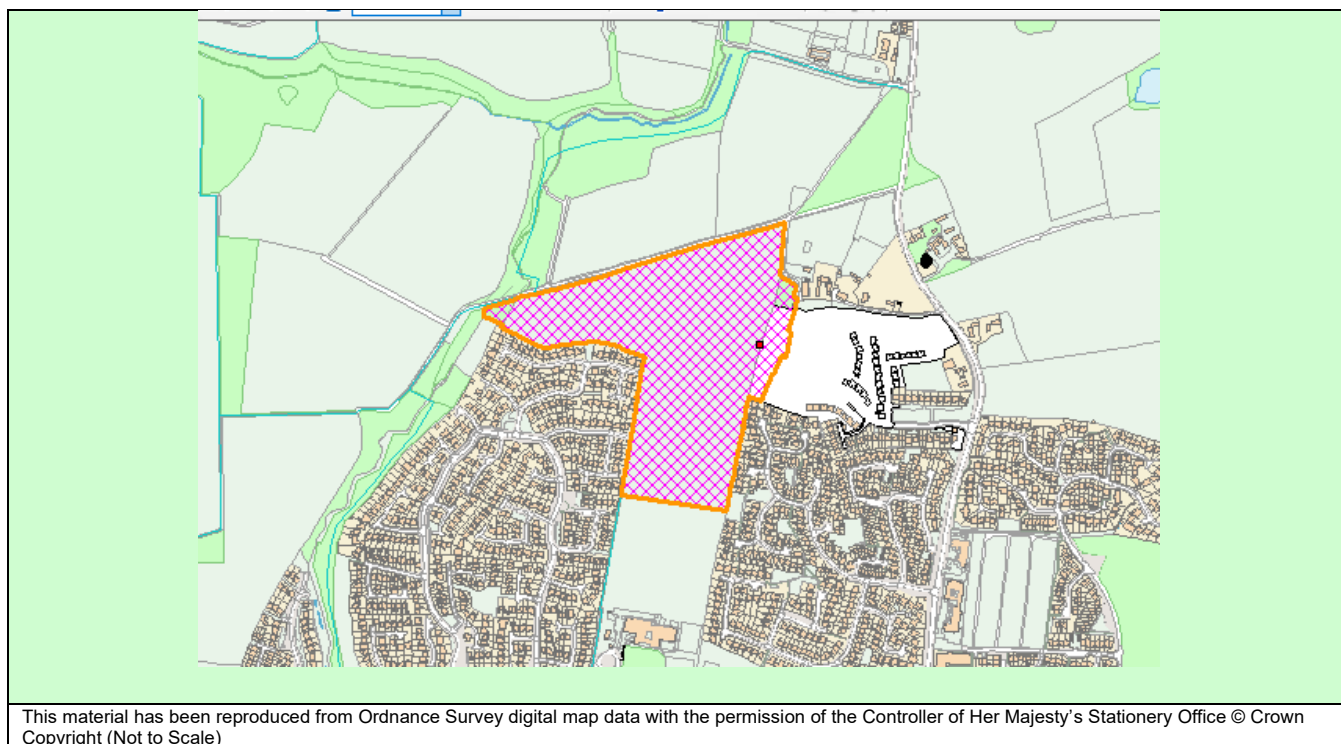 This material has been reproduced from Ordnance Survey digital map data with the permission of the Controller of Her Majesty's Stationery Office © Crown
Copyright (Not to Scale)